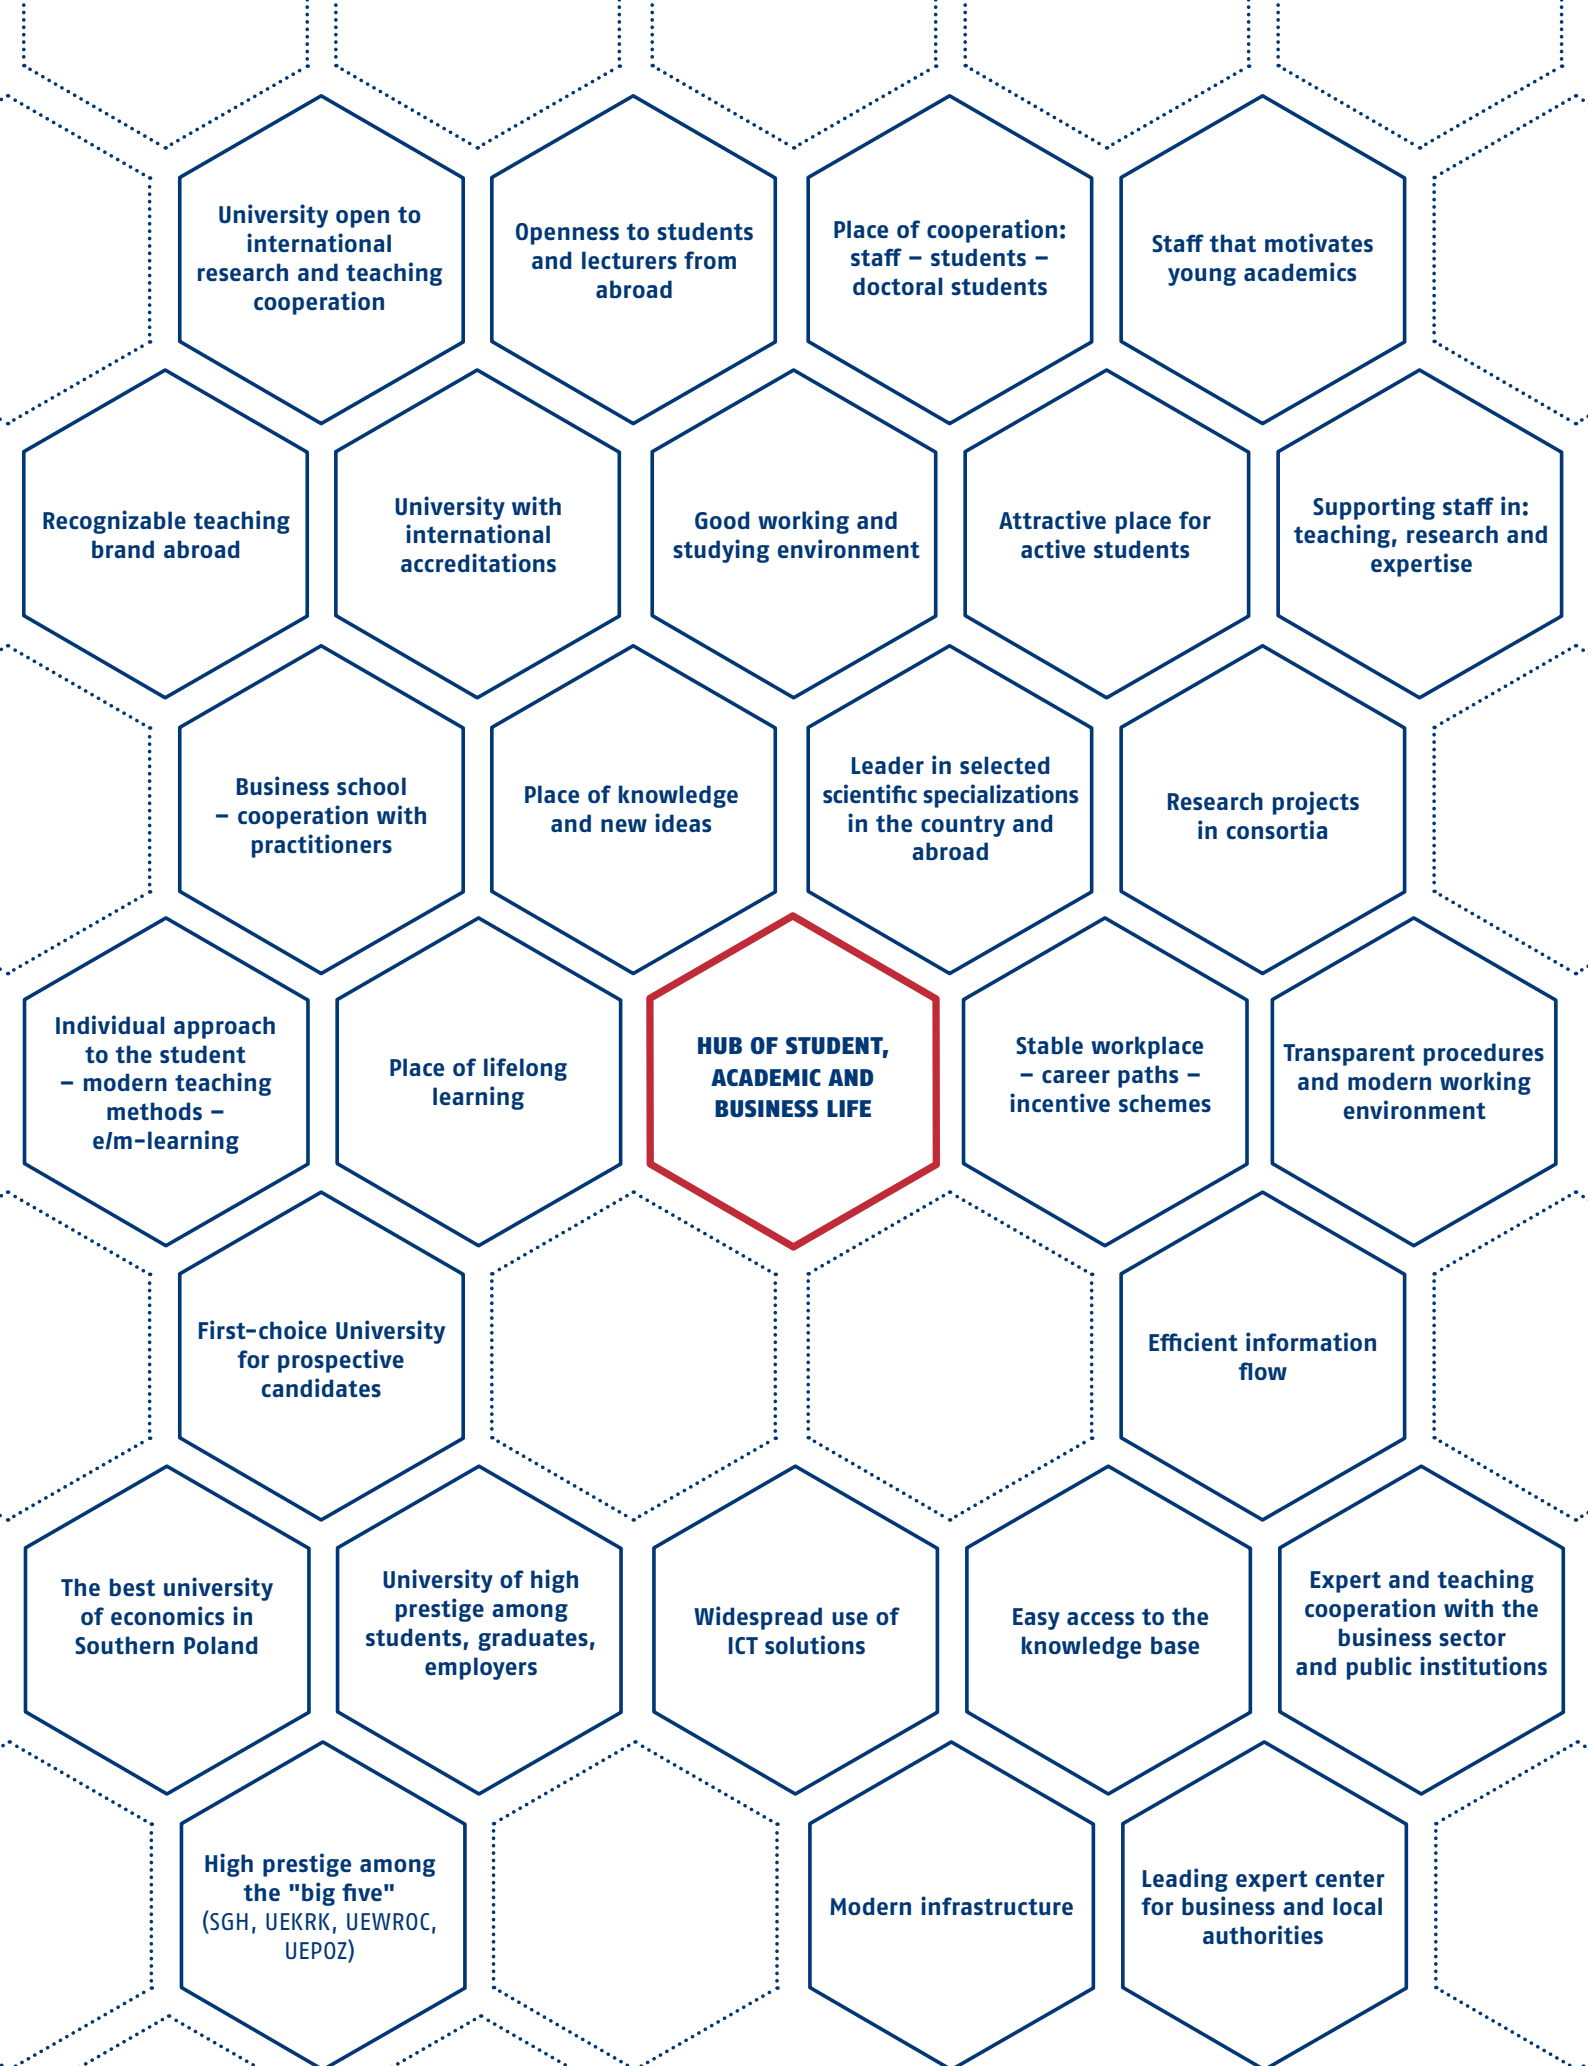 University open to
international
research and teaching
cooperation
Openness to students
and lecturers from
abroad
Place of cooperation:
staff – students –
doctoral students
Staff that motivates
young academics
Recognizable teaching
brand abroad
University with
international
accreditations
Good working and
studying environment
Attractive place for
active students
Supporting staff in:
teaching, research and
expertise
Business school
– cooperation with
practitioners
Place of knowledge
and new ideas
Leader in selected
scientific specializations
in the country and
abroad
Research projects
in consortia
Individual approach
to the student
– modern teaching
methods –
e/m-learning
Place of lifelong
learning
HUB OF STUDENT,
ACADEMIC AND
BUSINESS LIFE
Stable workplace
– career paths –
incentive schemes
Transparent procedures
and modern working
environment
First-choice University
for prospective
candidates
Efficient information
flow
The best university
of economics in
Southern Poland
University of high
prestige among
students, graduates,
employers
Widespread use of
ICT solutions
Easy access to the
knowledge base
Expert and teaching
cooperation with the
business sector
and public institutions
High prestige among
the "big five"
(SGH, UEKRK, UEWROC,
UEPOZ)
Modern infrastructure
Leading expert center
for business and local
authorities